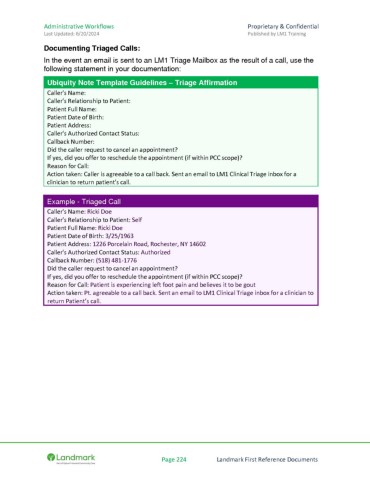 Administrative Workflows Proprietary & Confidential
Last Updated: 6/20/2024 Published by LM1 Training
Documenting Triaged Calls:
In the event an email is sent to an LM1 Triage Mailbox as the result of a call, use the
following statement in your documentation:
Ubiquity Note Template Guidelines – Triage Affirmation
Caller's Name:
Caller's Relationship to Patient:
Patient Full Name:
Patient Date of Birth:
Patient Address:
Caller's Authorized Contact Status:
Callback Number:
Did the caller request to cancel an appointment?
If yes, did you offer to reschedule the appointment (if within PCC scope)?
Reason for Call:
Action taken: Caller is agreeable to a call back. Sent an email to LM1 Clinical Triage inbox for a
clinician to return patient's call.
Example - Triaged Call
Caller's Name: Ricki Doe
Caller's Relationship to Patient: Self
Patient Full Name: Ricki Doe
Patient Date of Birth: 3/25/1963
Patient Address: 1226 Porcelain Road, Rochester, NY 14602
Caller's Authorized Contact Status: Authorized
Callback Number: (518) 481-1776
Did the caller request to cancel an appointment?
If yes, did you offer to reschedule the appointment (if within PCC scope)?
Reason for Call: Patient is experiencing left foot pain and believes it to be gout
Action taken: Pt. agreeable to a call back. Sent an email to LM1 Clinical Triage inbox for a clinician to
return Patient's call.
Landmark
Page 224 Landmark First Reference Documents